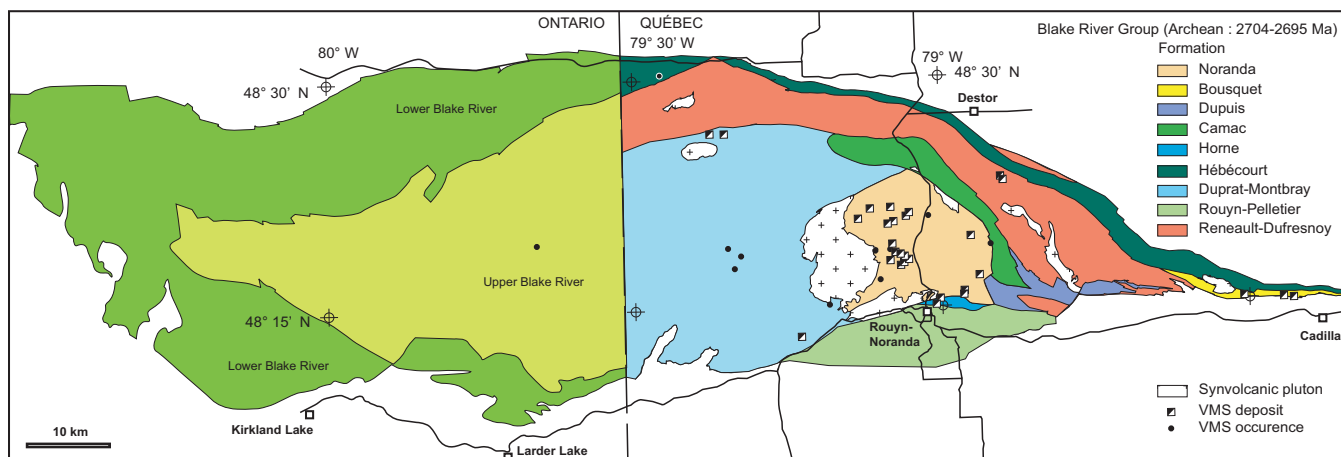 ONTARIO QUÉBEC
Blake River Group (Archean : 2704-2695 Ma)
Formation
Noranda
Bousquet
Dupuis
Camac
Horne
Hébécourt
Duprat-Montbray
Rouyn-Pelletier
Reneault-Dufresnoy
80° W
79° 30' W
79° W
48° 30' N
48° 30' N
Lower Blake River
Destor
Upper Blake River
48° 15' N
Lower Blake River
Rouyn-
Noranda
Cadilla
Kirkland Lake
Larder Lake
10 km
Synvolcanic pluton
VMS deposit
VMS occurence